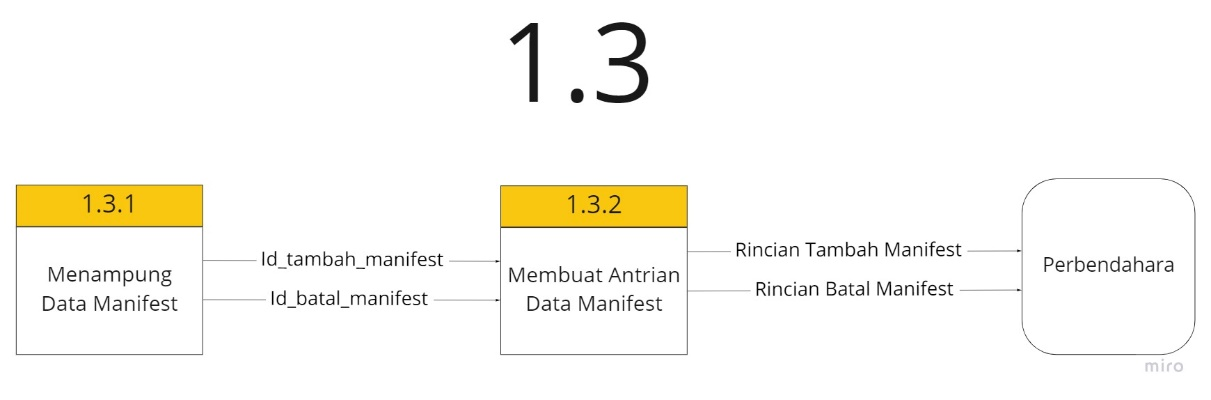 1.3
1.3.1
Menampung
Data Manifest
Id_tambah_manifest
Id_batal_manifest
1.3.2
Membuat Antrian
Data Manifest
Rincian Tambah Manifest
Rincian Batal Manifest
Perbendahara
miro